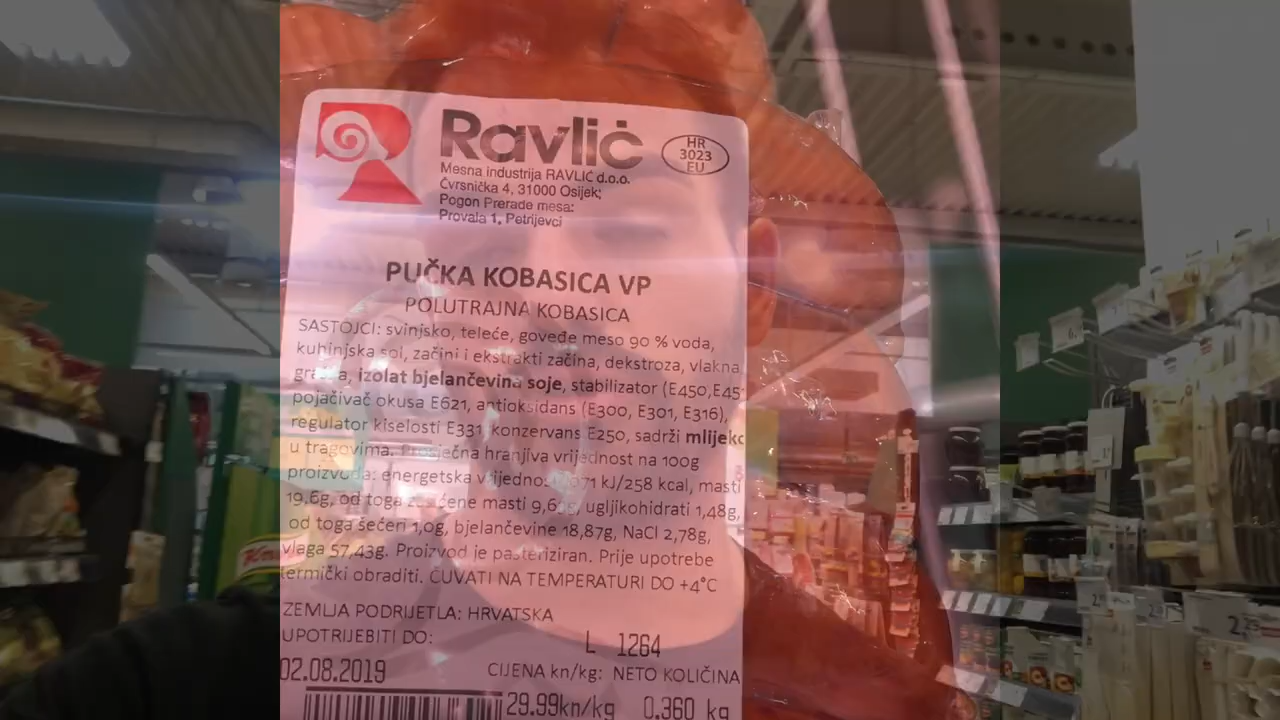 Ravlić
HR
3023
EU
Mesna industrija RAVLIĆ d.o.o.
Čvrsnička 4, 31000 Osijek;
Pogon Prerade mesa:
Provala 1, Petrijevci
PUČKA KOBASICA VP
POLUTRAJNA KOBASICA
SASTOJCI: svinjsko, teleće, goveđe meso 90 % voda,
kuhinjska sol, začini i ekstrakti začina, dekstroza, vlakna
izolat bjelančevina soje, stabilizator (E450,E45
pojačivač okusa E621, antioksidans (E300, E301, E316),
regulator kiselosti E331 konzervans E250, sadrži mlijeko
u tragovima. hranjiva vrijednost na 100g
proizvoda: energetska vrijednost kJ/258 kcal, masti
19,6g, od toga masti ugljikohidrati 1,48g,
od toga šećeri 1,0g, bjelančevine 18,87g, NaCl 2,78g,
vlaga 57,43g. Proizvod je pasteriziran. Prije upotrebe
termički obraditi. ČUVATI NA TEMPERATURI DO +4°C
ZEMLJA PODRIJETLA: HRVATSKA
UPOTRIJEBITI DO:
L 1264
02.08.2019
CIJENA kn/kg: NETO KOLIČINA
29.99kn/kg 0.360 kg